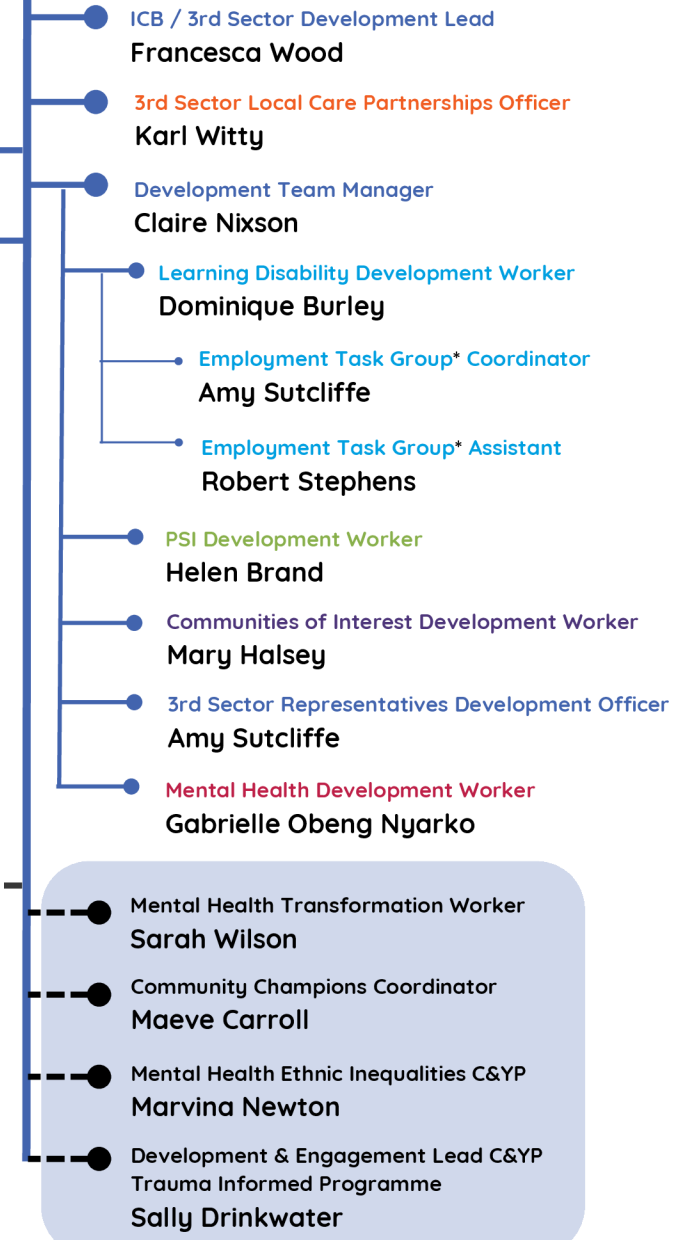 ICB / 3rd Sector Development Lead
Francesca Wood
3rd Sector Local Care Partnerships Officer
Karl Witty
Development Team Manager
Claire Nixson
Learning Disability Development Worker
Dominique Burley
Employment Task Group* Coordinator
Amy Sutcliffe
Employment Task Group* Assistant
Robert Stephens
PSI Development Worker
Helen Brand
Communities of Interest Development Worker
Mary Halsey
3rd Sector Representatives Development Officer
Amy Sutcliffe
Mental Health Development Worker
Gabrielle Obeng Nyarko
Mental Health Transformation Worker
Sarah Wilson
Community Champions Coordinator
Maeve Carroll
Mental Health Ethnic Inequalities C&YP
Marvina Newton
Development & Engagement Lead C&YP
Trauma Informed Programme
Sally Drinkwater